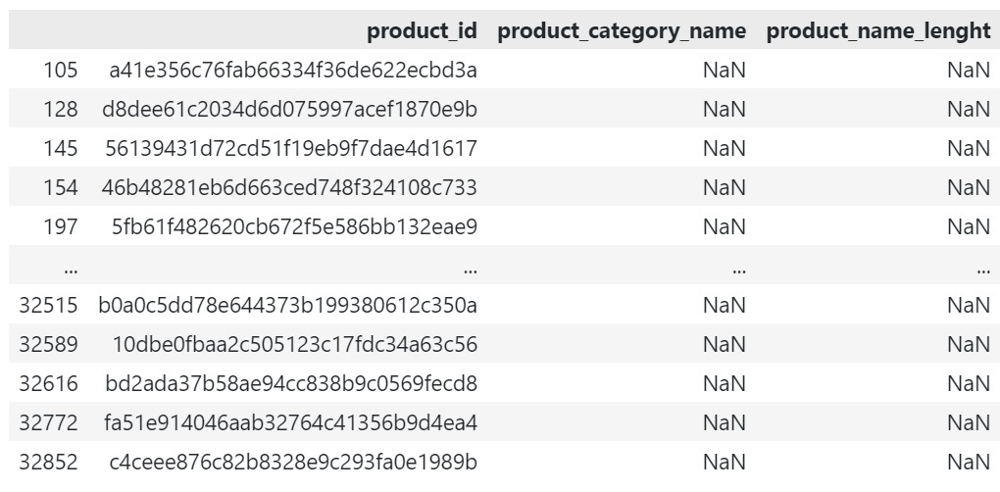 product_id product_category_name product_name_lenght
105 a41e356c76fab66334f36de622ecbd3a NaN NaN
128 d8dee61c2034d6d075997acef1870e9b NaN NaN
145 56139431d72cd51f19eb9f7dae4d1617 NaN NaN
154 46b48281eb6d663ced748f324108c733 NaN NaN
197 5fb61f482620cb672f5e586bb132eae9 NaN NaN
... ... ... ...
32515 b0a0c5dd78e644373b199380612c350a NaN NaN
32589 10dbe0fbaa2c505123c17fdc34a63c56 NaN NaN
32616 bd2ada37b58ae94cc838b9c0569fecd8 NaN NaN
32772 fa51e914046aab32764c41356b9d4ea4 NaN NaN
32852 c4ceee876c82b8328e9c293fa0e1989b NaN NaN